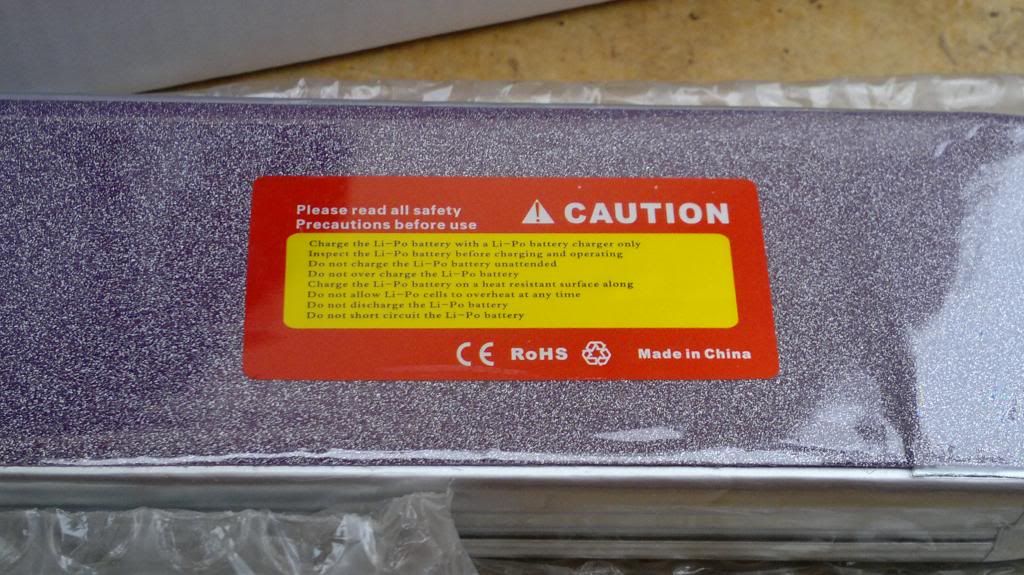 Please read all safety
Precautions before use
CAUTION
Charge the Li-Po battery with a Li-Po battery charger only
Inspect the Li-Po battery before charging and operating
Do not charge the Li-Po battery unattended
Do not over charge the Li-Po battery
Charge the Li-Po battery on a heat resistant surface along
Do not allow Li-Po cells to overheat at any time
Do not discharge the Li-Po battery
Do not short circuit the Li-Po battery
CE RoHS Made in China